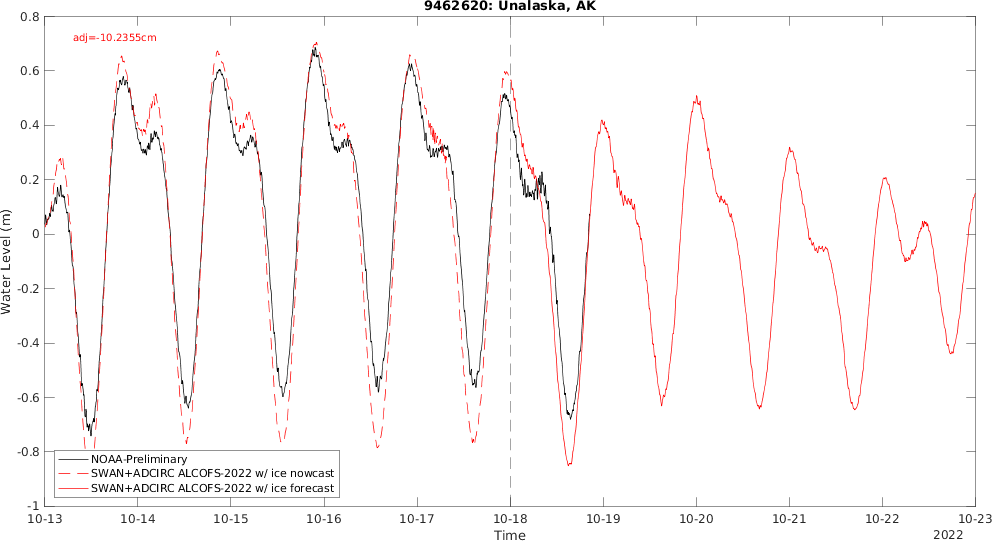 9462620: Unalaska, AK
0.8
adj=-10.2355cm
0.6
0.4
0.2
0
-0.2
-0.4
-0.6
-0.8
-1
Water Level (m)
NOAA-Preliminary
SWAN+ADCIRC ALCOFS-2022 w/ ice nowcast
SWAN+ADCIRC ALCOFS-2022 w/ ice forecast
10-13 10-14 10-15 10-16 10-17 10-18 10-19 10-20 10-21 10-22 10-23
Time
2022